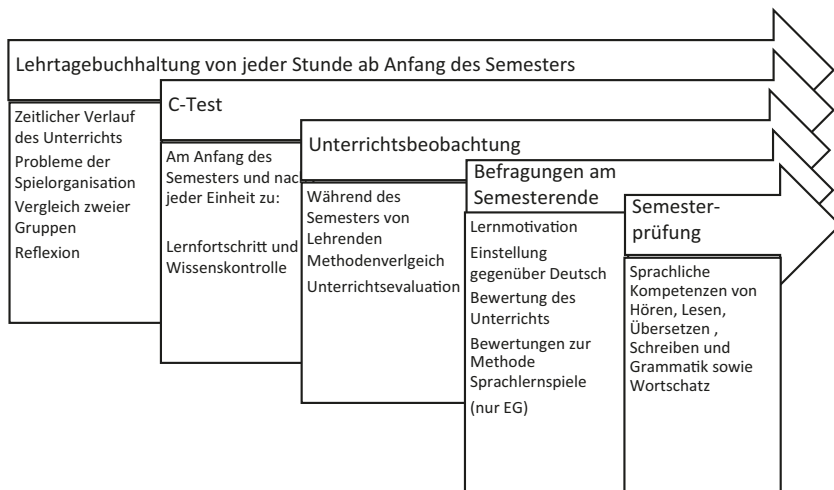 Lehrtagebuchhaltung von jeder Stunde ab Anfang des Semesters
Zeitlicher Verlauf
des Unterrichts
Probleme der
Spielorganisation
Vergleich zweier
Gruppen
Reflexion
C-Test
Am Anfang des
Semesters und nac
jeder Einheit zu:
Lernfortschritt und
Wissenskontrolle
Unterrichtsbeobachtung
Während des
Semesters von
Lehrenden
Methodenverlgeich
Unterrichtsevaluation
Befragungen am
Semesterende
Lernmotivation
Einstellung
gegenüber Deutsch
Bewertung des
Unterrichts
Bewertungen zur
Methode
Sprachlernspiele
(nur EG)
Semester-
prüfung
Sprachliche
Kompetenzen von
Hören, Lesen,
Übersetzen ,
Schreiben und
Grammatik sowie
Wortschatz